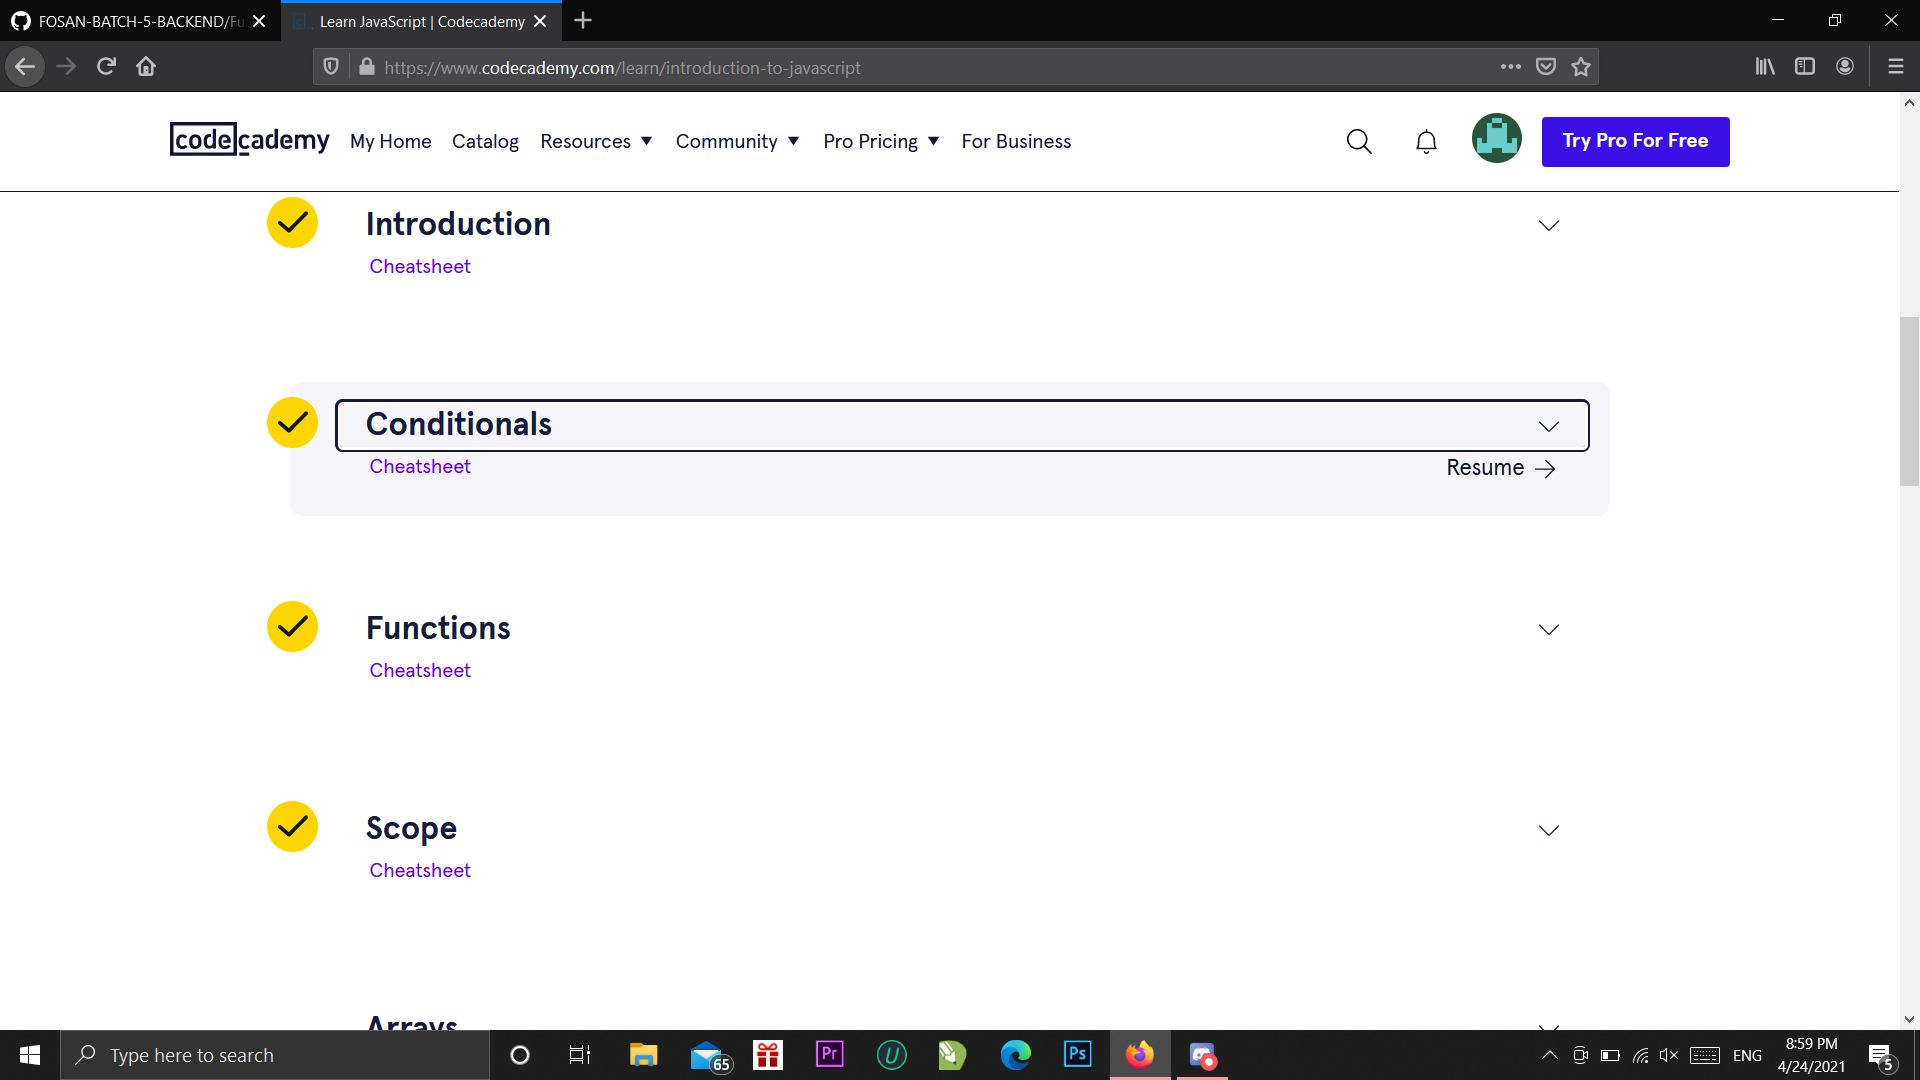 FOSAN-BATCH-5-BACKEND/Fu
Learn JavaScript | Codecademy
https://www.codecademy.com/learn/introduction-to-javascript
codecademy My Home Catalog Resources Community Pro Pricing For Business Try Pro For Free
Introduction
Cheatsheet
Conditionals
Cheatsheet
Resume
Functions
Cheatsheet
Scope
Cheatsheet
Arrays
Type here to search
65
Pr
U
Ps
ENG
8:59 PM
4/24/2021
5